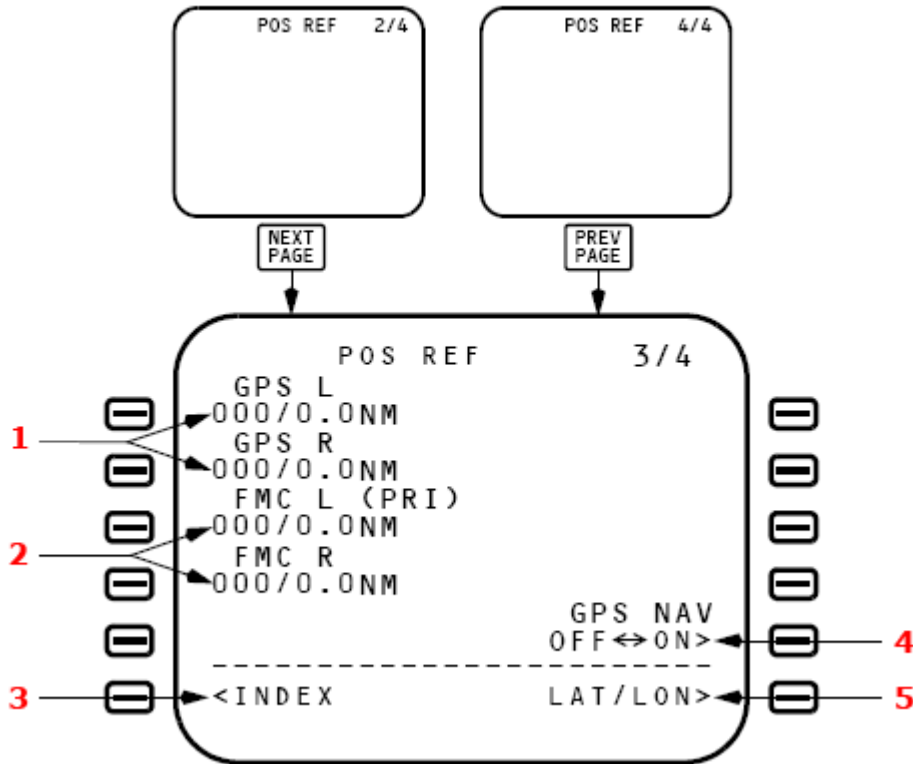 POS REF 2/4
POS REF 4/4
NEXT
PAGE
PREV
PAGE
POS REF 3/4
GPS L
000/0.0NM
1
GPS R
000/0.0NM
FMC L (PRI)
000/0.0NM
2
FMC R
000/0.0NM
GPS NAV
OFF↔ON> 4
------------------------
3 <INDEX LAT/LON> 5